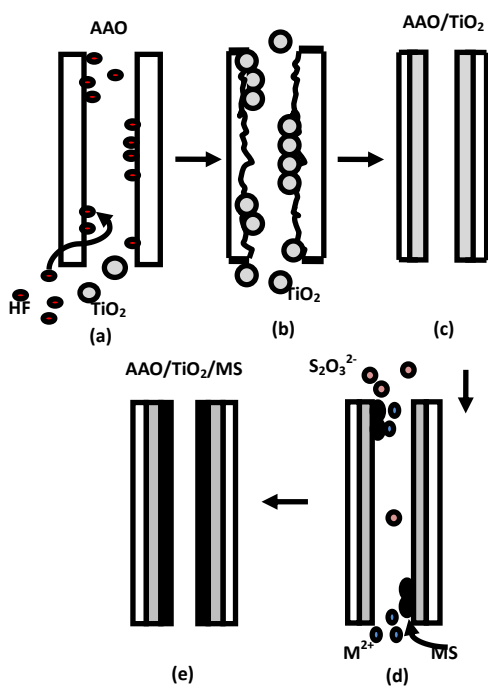 AAO
AAO/TiO₂
HF
TiO₂
TiO₂
(a)
(b)
(c)
AAO/TiO₂/MS
S₂O₃²⁻
M²⁺
MS
(e)
(d)